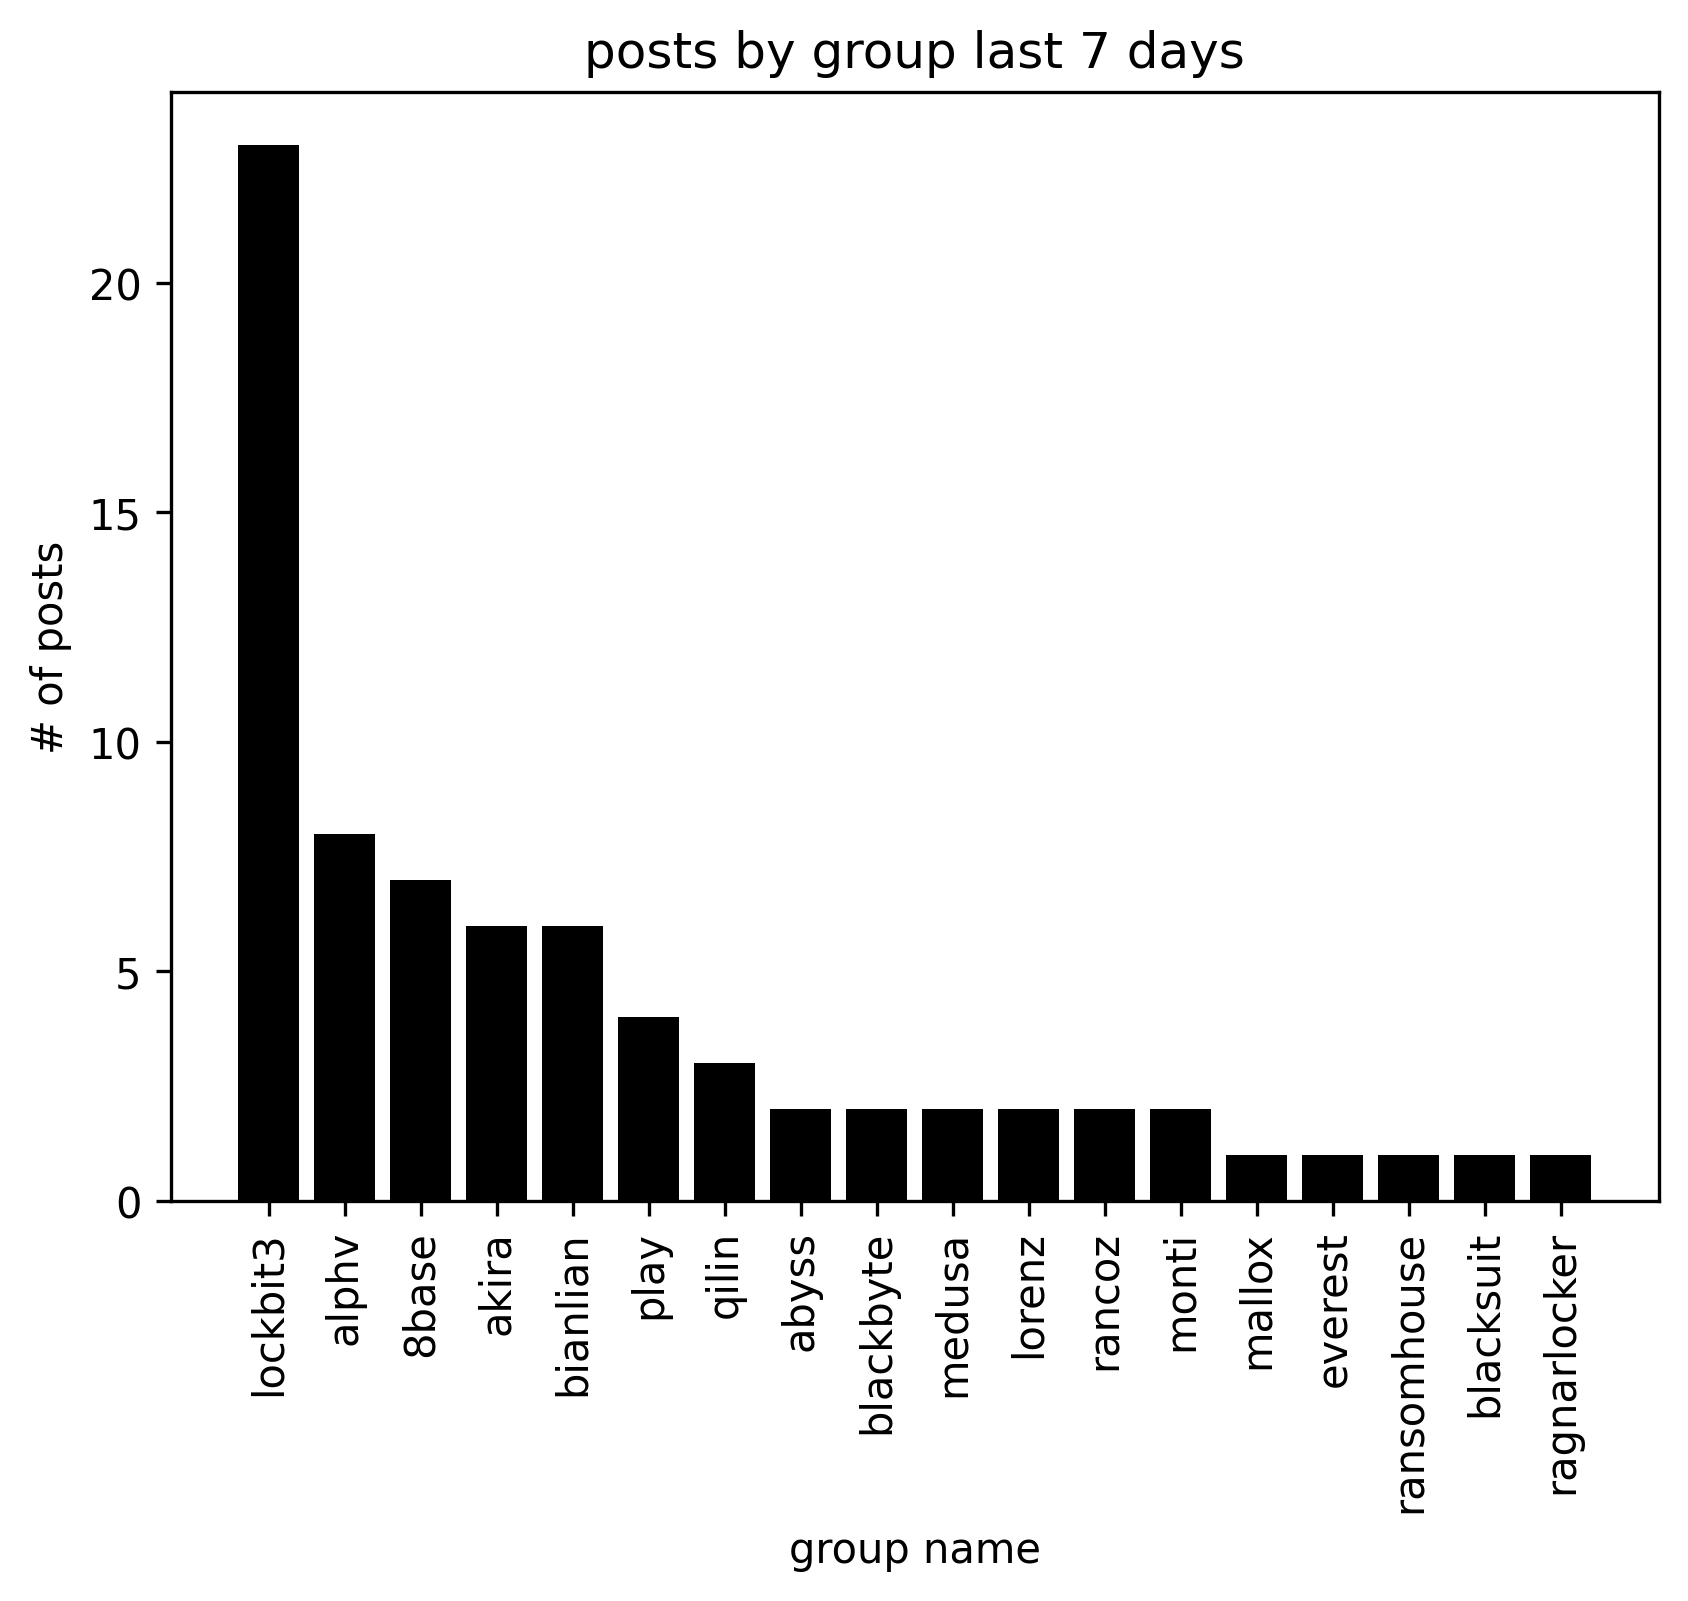 posts by group last 7 days
# of posts
20
15
10
5
0
lockbit3
alphv
8base
akira
bianlian
play
qilin
abyss
blackbyte
medusa
lorenz
rancoz
monti
mallox
everest
ransomhouse
blacksuit
ragnarlocker
group name